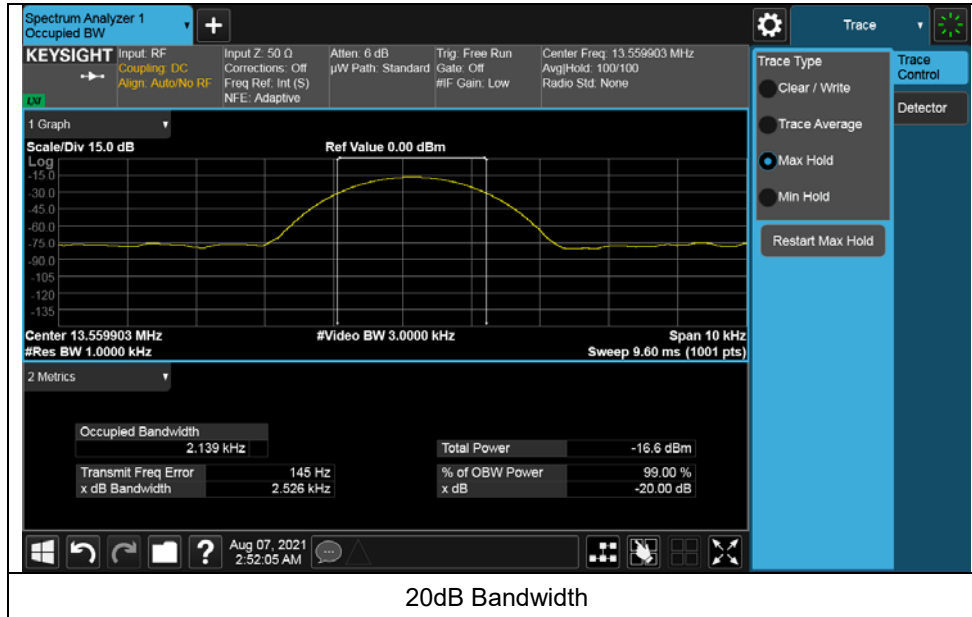 Spectrum Analyzer 1
Occupied BW
+
Trace
KEYSIGHT
LXI
Input: RF
Coupling: DC
Align: Auto/No RF
Input Z: 50 Ω
Corrections: Off
Freq Ref: Int (S)
NFE: Adaptive
Atten: 6 dB
µW Path: Standard
Trig: Free Run
Gate: Off
#IF Gain: Low
Center Freq: 13.559903 MHz
Avg|Hold: 100/100
Radio Std: None
Trace Type
Clear / Write
Trace Average
Max Hold
Min Hold
Restart Max Hold
Trace
Control
Detector
1 Graph
Scale/Div 15.0 dB
Ref Value 0.00 dBm
Log
-15.0
-30.0
-45.0
-60.0
-75.0
-90.0
-105
-120
-135
Center 13.559903 MHz
#Video BW 3.0000 kHz
Span 10 kHz
#Res BW 1.0000 kHz
Sweep 9.60 ms (1001 pts)
2 Metrics
Occupied Bandwidth
2.139 kHz
Total Power -16.6 dBm
Transmit Freq Error 145 Hz
% of OBW Power 99.00 %
x dB Bandwidth 2.526 kHz
x dB -20.00 dB
?
Aug 07, 2021
2:52:05 AM
20dB Bandwidth